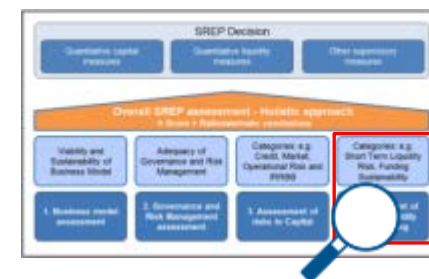 SREP Decision
Quantitative capital
measures
Quantitative liquidity
measures
Other supervisory
measures
Overall SREP assessment - Holistic approach
Viability and
Sustainability of
Business Model
Adequacy of
Governance and Risk
Management
Categories: e.g.
Credit, Market,
Operational Risk and
IRRBB
Categories: e.g.
Short Term Liquidity
Risk, Funding
Sustainability
1. Business model
assessment
2. Governance and
Risk Management
assessment
3. Assessment of
risks to Capital